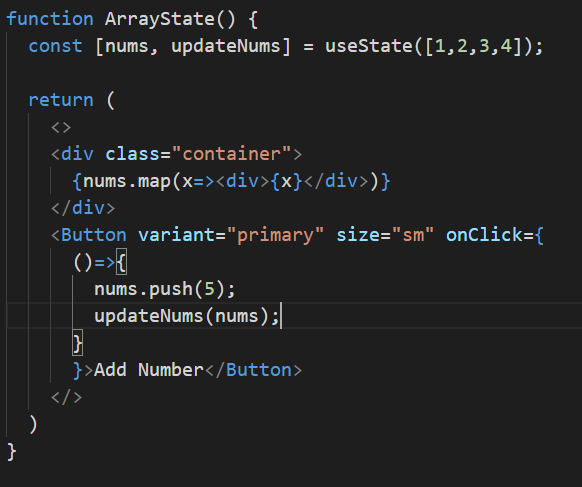 function ArrayState() {
  const [nums, updateNums] = useState([1,2,3,4]);

  return (
    <>
    <div class="container">
      {nums.map(x=><div>{x}</div>)}
    </div>
    <Button variant="primary" size="sm" onClick={
      ()=>{
        nums.push(5);
        updateNums(nums);
      }
      }>Add Number</Button>
    </>
  )
}